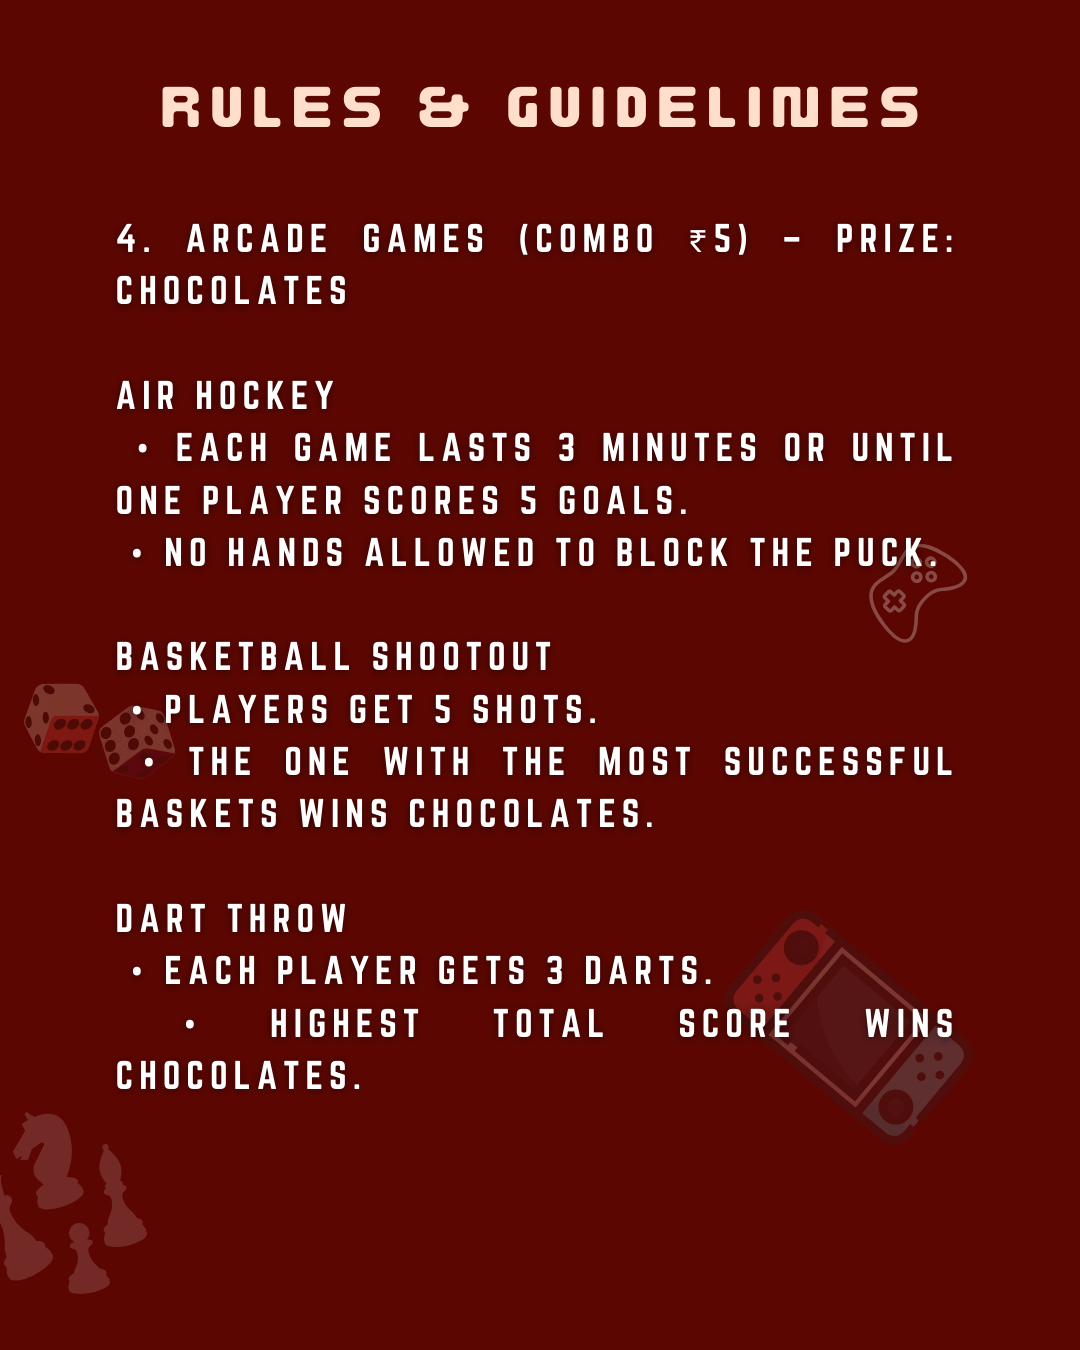 RULES & GUIDELINES
4. ARCADE GAMES (COMBO ₹5) – PRIZE:
CHOCOLATES
AIR HOCKEY
• EACH GAME LASTS 3 MINUTES OR UNTIL
ONE PLAYER SCORES 5 GOALS.
• NO HANDS ALLOWED TO BLOCK THE PUCK.
BASKETBALL SHOOTOUT
• PLAYERS GET 5 SHOTS.
• THE ONE WITH THE MOST SUCCESSFUL
BASKETS WINS CHOCOLATES.
DART THROW
• EACH PLAYER GETS 3 DARTS.
• HIGHEST TOTAL SCORE WINS
CHOCOLATES.